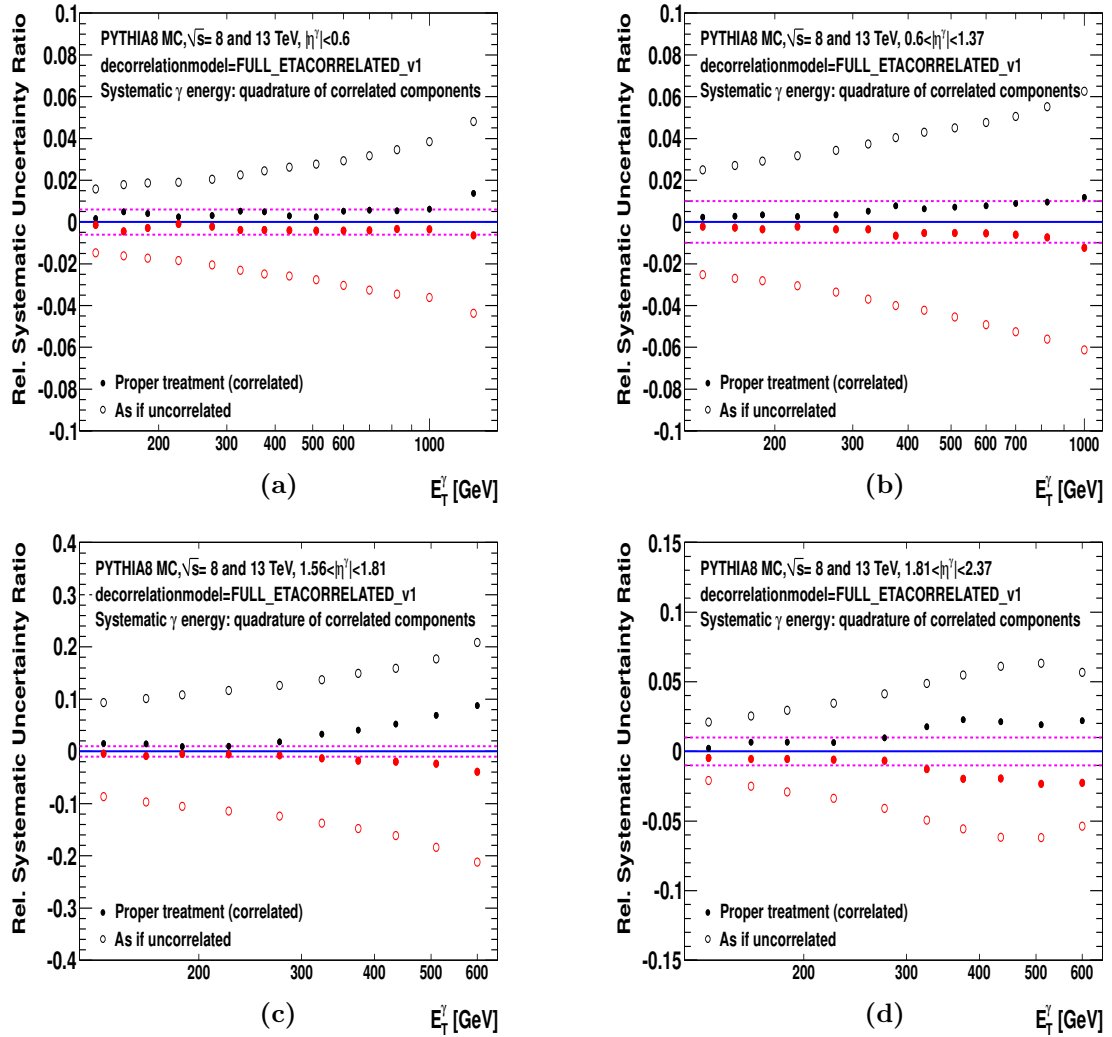 Rel. Systematic Uncertainty Ratio
0.1
0.08
0.06
0.04
0.02
0
-0.02
-0.04
-0.06
-0.08
-0.1
PYTHIA8 MC,√s= 8 and 13 TeV, |η^γ|<0.6
decorrelationmodel=FULL_ETACORRELATED_v1
Systematic γ energy: quadrature of correlated components
Proper treatment (correlated)
As if uncorrelated
200 300 400 500 600 1000
(a)
E_T^γ [GeV]
Rel. Systematic Uncertainty Ratio
0.1
0.08
0.06
0.04
0.02
0
-0.02
-0.04
-0.06
-0.08
-0.1
PYTHIA8 MC,√s= 8 and 13 TeV, 0.6<|η^γ|<1.37
decorrelationmodel=FULL_ETACORRELATED_v1
Systematic γ energy: quadrature of correlated components
Proper treatment (correlated)
As if uncorrelated
200 300 400 500 600 700 1000
(b)
E_T^γ [GeV]
Rel. Systematic Uncertainty Ratio
0.4
0.3
0.2
0.1
0
-0.1
-0.2
-0.3
-0.4
PYTHIA8 MC,√s= 8 and 13 TeV, 1.56<|η^γ|<1.81
decorrelationmodel=FULL_ETACORRELATED_v1
Systematic γ energy: quadrature of correlated components
Proper treatment (correlated)
As if uncorrelated
200 300 400 500 600
(c)
E_T^γ [GeV]
Rel. Systematic Uncertainty Ratio
0.15
0.1
0.05
0
-0.05
-0.1
-0.15
PYTHIA8 MC,√s= 8 and 13 TeV, 1.81<|η^γ|<2.37
decorrelationmodel=FULL_ETACORRELATED_v1
Systematic γ energy: quadrature of correlated components
Proper treatment (correlated)
As if uncorrelated
200 300 400 500 600
(d)
E_T^γ [GeV]